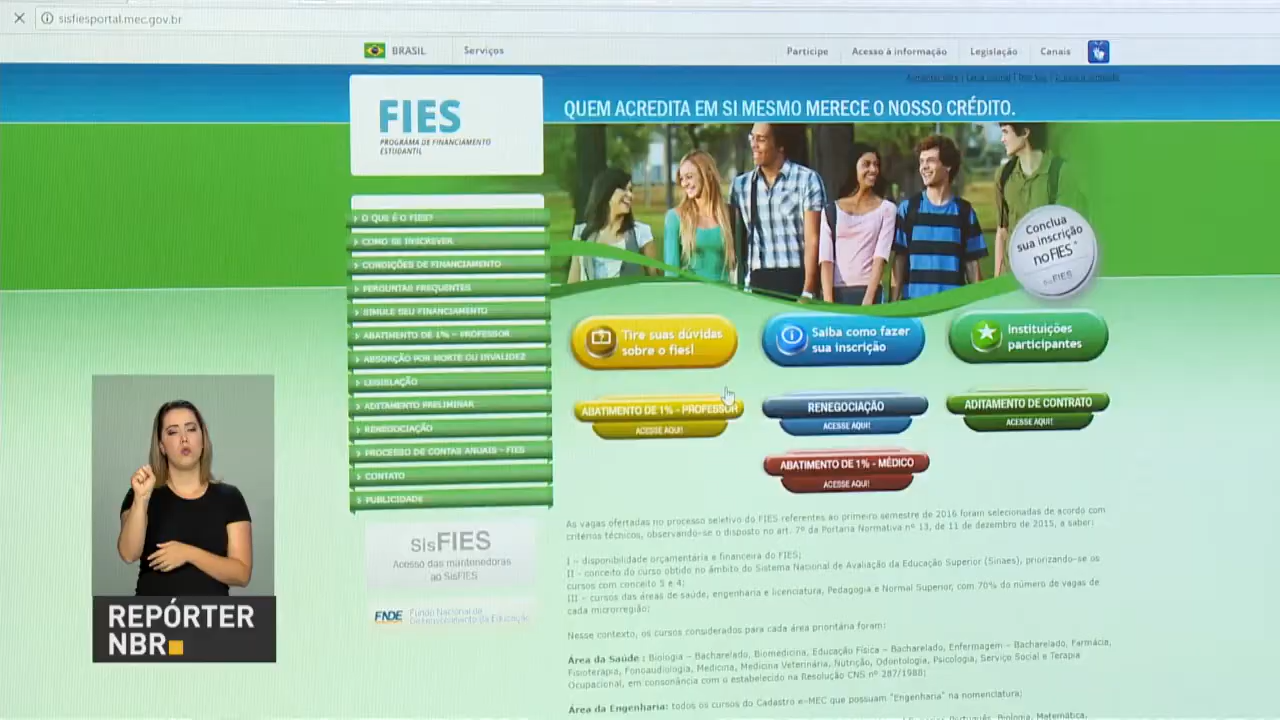 sisfiesportal.mec.gov.br
BRASIL
Serviços
Participe
Acesso à informação
Legislação
Canais
FIES
PROGRAMA DE FINANCIAMENTO
ESTUDANTIL
QUEM ACREDITA EM SI MESMO MERECE O NOSSO CRÉDITO.
Conclua
sua inscrição
no FIES
SisFIES
O QUE É O FIES?
COMO SE INSCREVER
CONDIÇÕES DE FINANCIAMENTO
PERGUNTAS FREQUENTES
SIMULE SEU FINANCIAMENTO
ABATIMENTO DE 1% - PROFESSOR
ABSORÇÃO POR MORTE OU INVALIDEZ
LEGISLAÇÃO
ADITAMENTO PRELIMINAR
RENEGOCIAÇÃO
PROCESSO DE CONTAS ANUAIS - FIES
CONTATO
PUBLICIDADE
SisFIES
Acesso das mantenedoras
ao SisFIES
FNDE Fundo Nacional de
Desenvolvimento da Educação
Tire suas dúvidas
sobre o fies!
Saiba como fazer
sua inscrição
Instituições
participantes
ABATIMENTO DE 1% - PROFESSOR
ACESSE AQUI!
RENEGOCIAÇÃO
ACESSE AQUI!
ADITAMENTO DE CONTRATO
ACESSE AQUI!
ABATIMENTO DE 1% - MÉDICO
ACESSE AQUI!
As vagas ofertadas no processo seletivo do FIES referentes ao primeiro semestre de 2016 foram selecionadas de acordo com
critérios técnicos, observando-se o disposto no art. 7º da Portaria Normativa nº 13, de 11 de dezembro de 2015, a saber:
I – disponibilidade orçamentária e financeira do FIES;
II - conceito do curso obtido no âmbito do Sistema Nacional de Avaliação da Educação Superior (Sinaes), priorizando-se os
cursos com conceito 5 e 4;
III – cursos das áreas de saúde, engenharia e licenciatura, Pedagogia e Normal Superior, com 70% do número de vagas de
cada microrregião;
Nesse contexto, os cursos considerados para cada área prioritária foram:
Área da Saúde : Biologia – Bacharelado, Biomedicina, Educação Física – Bacharelado, Enfermagem – Bacharelado, Farmácia,
Fisioterapia, Fonoaudiologia, Medicina, Medicina Veterinária, Nutrição, Odontologia, Psicologia, Serviço Social e Terapia
Ocupacional, em consonância com o estabelecido na Resolução CNS nº 287/1988;
Área da Engenharia: todos os cursos do Cadastro e-MEC que possuam "Engenharia" na nomenclatura;
Português, Biologia, Matemática,
REPÓRTER
NBR